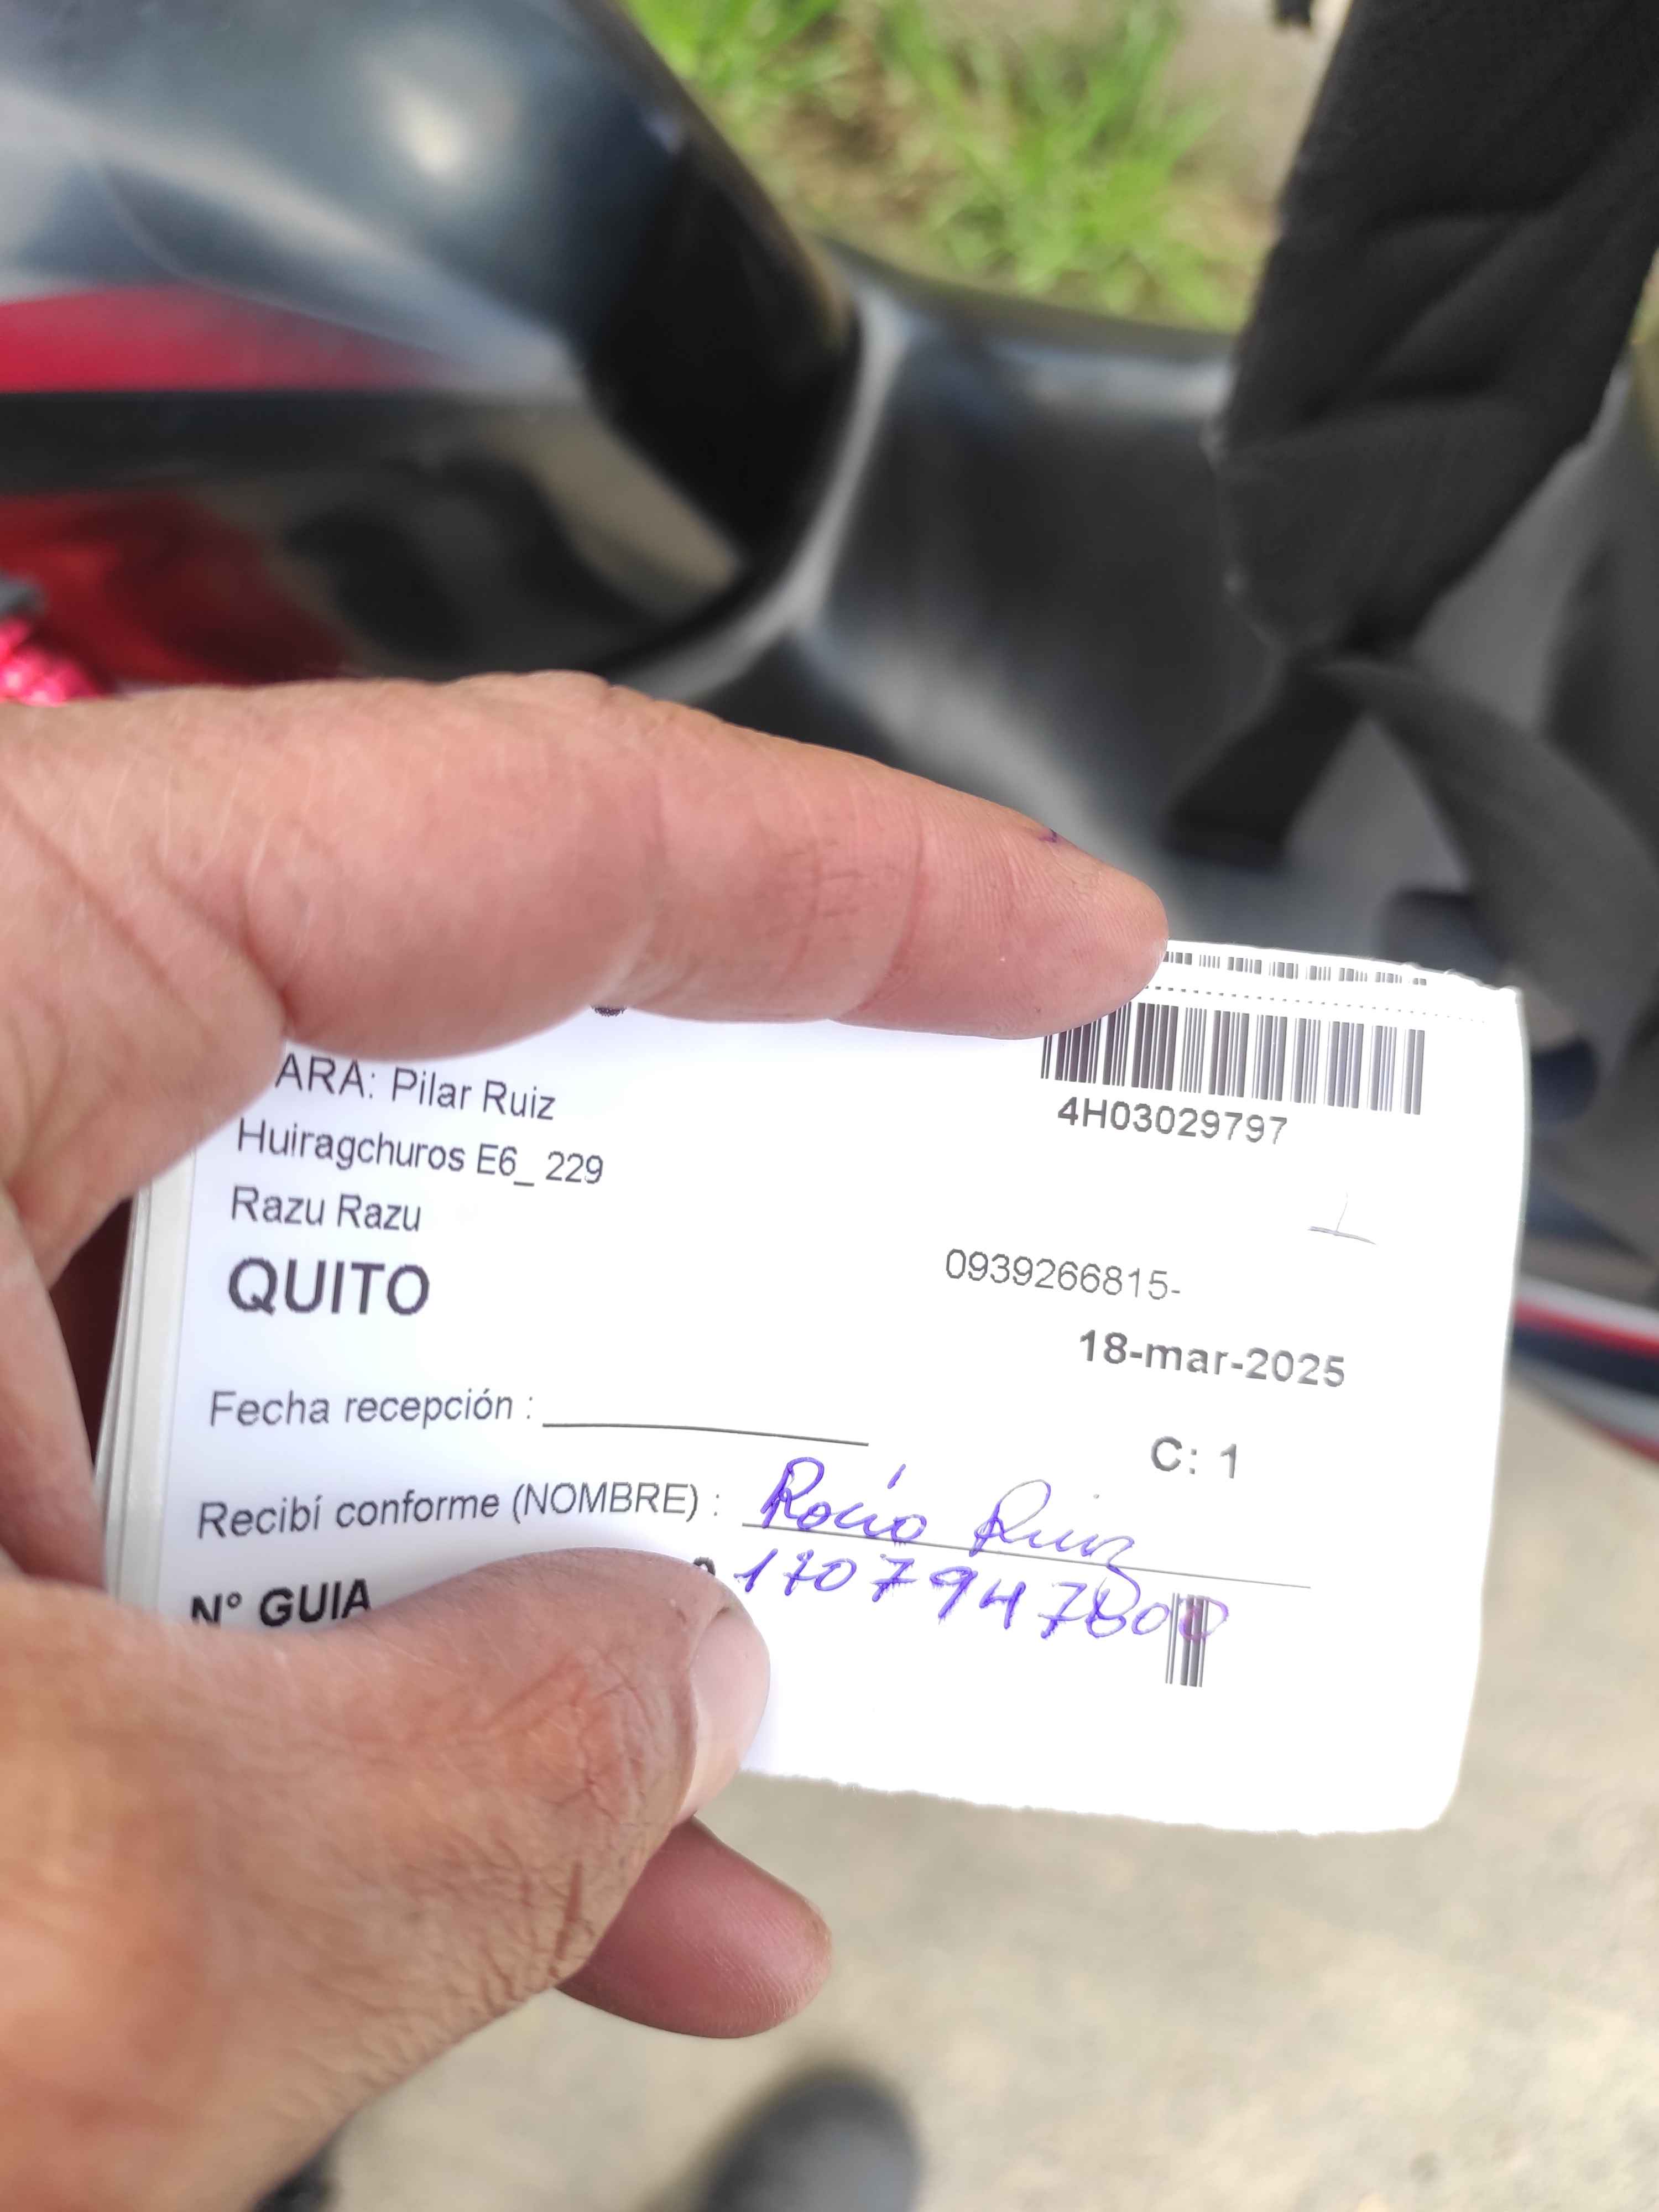 ARA: Pilar Ruiz
4H03029797
Huiragchuros E6_ 229
Razu Razu
QUITO
0939266815-
18-mar-2025
Fecha recepción :
C: 1
Recibí conforme (NOMBRE) : Rocío Ruiz
N° GUIA